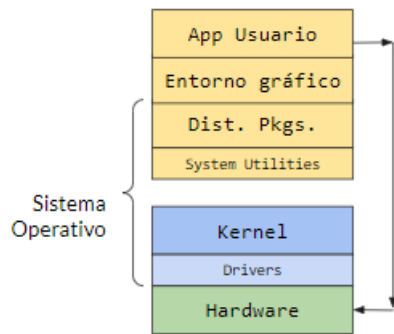 App Usuario
Entorno gráfico
Dist. Pkgs.
System Utilities
Sistema
Operativo
Kernel
Drivers
Hardware